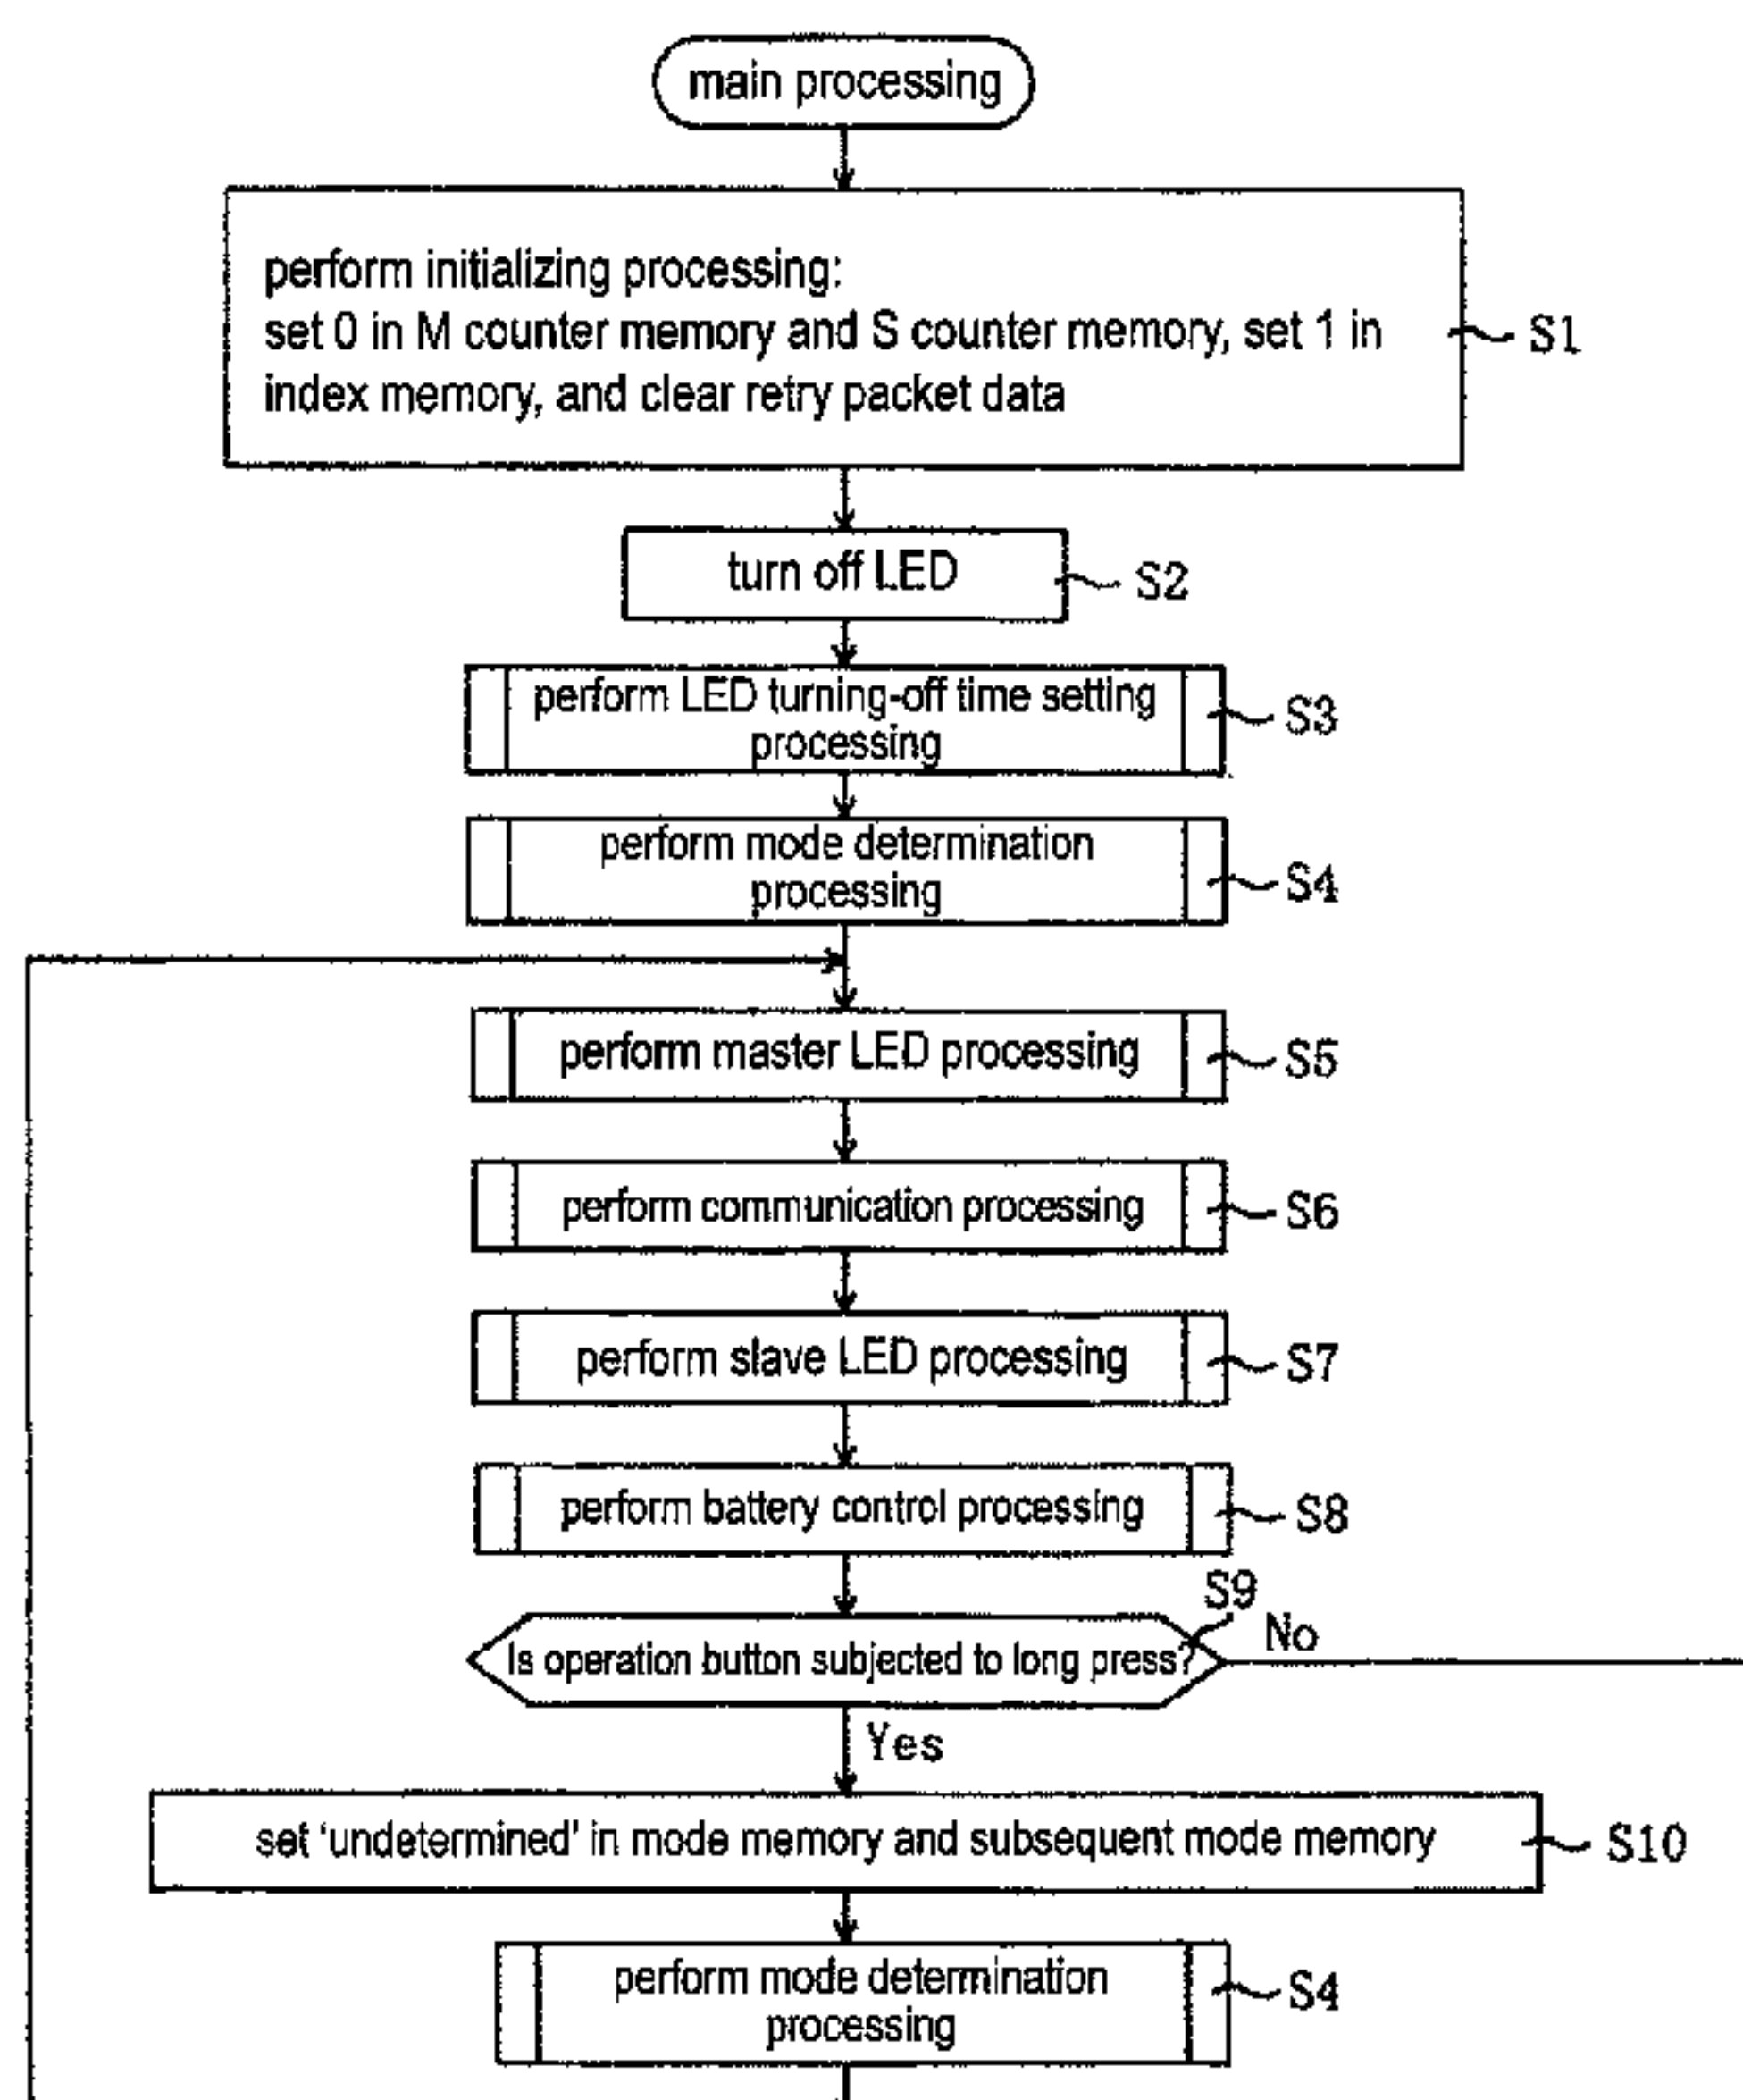 main processing
perform initializing processing:
set 0 in M counter memory and S counter memory, set 1 in
index memory, and clear retry packet data
S1
turn off LED
S2
perform LED turning-off time setting
processing
S3
perform mode determination
processing
S4
perform master LED processing
S5
perform communication processing
S6
perform slave LED processing
S7
perform battery control processing
S8
S9
Is operation button subjected to long press?
No
Yes
set 'undetermined' in mode memory and subsequent mode memory
S10
perform mode determination
processing
S4